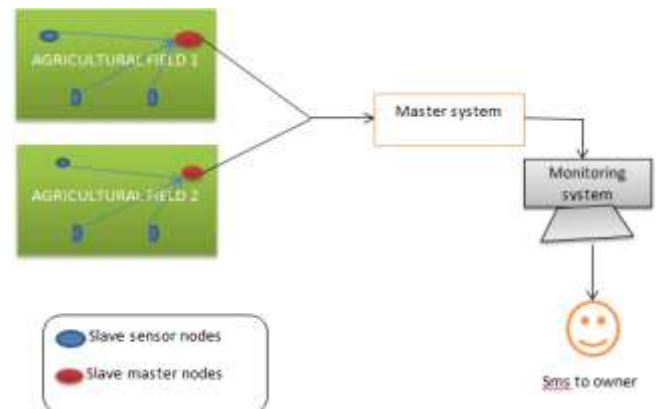 AGRICULTURAL FIELD 1
AGRICULTURAL FIELD 2
Master system
Monitoring
system
Slave sensor nodes
Slave master nodes
Sms to owner